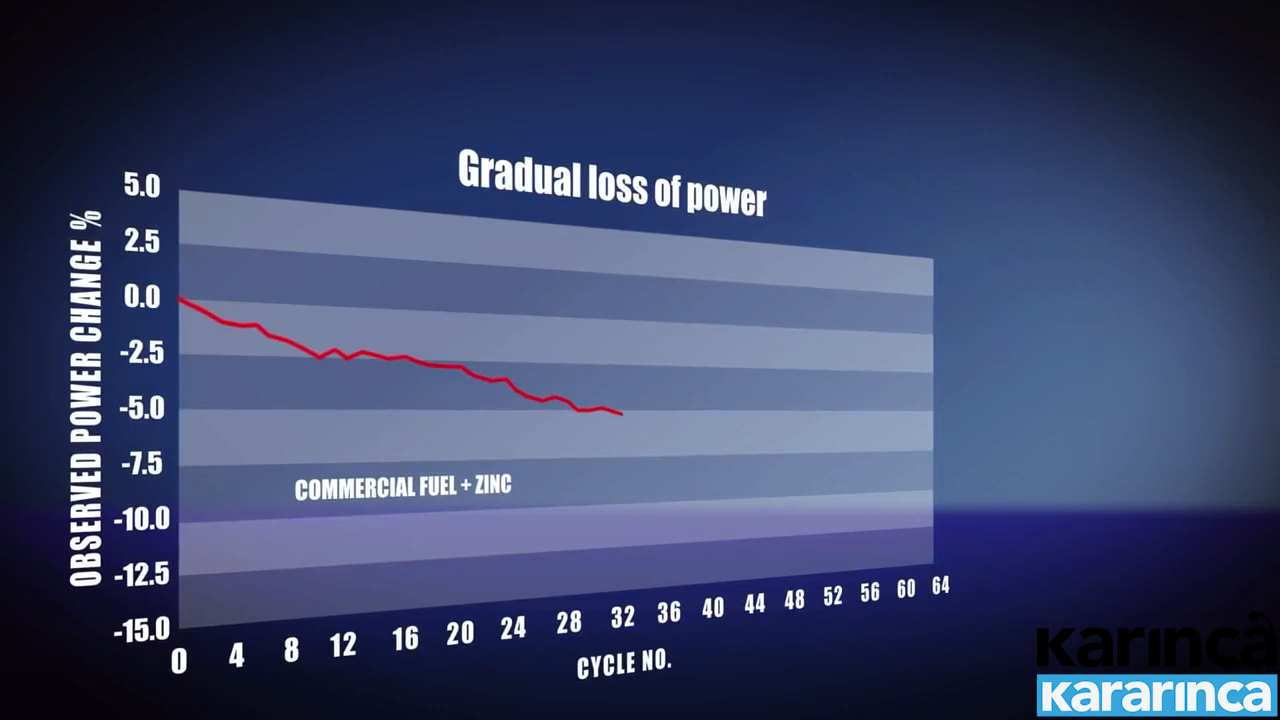 Gradual loss of power
OBSERVED POWER CHANGE %
5.0
2.5
0.0
-2.5
-5.0
-7.5
-10.0
-12.5
-15.0
COMMERCIAL FUEL + ZINC
0 4 8 12 16 20 24 28 32 36 40 44 48 52 56 60 64
CYCLE NO.
karınca
kararınca